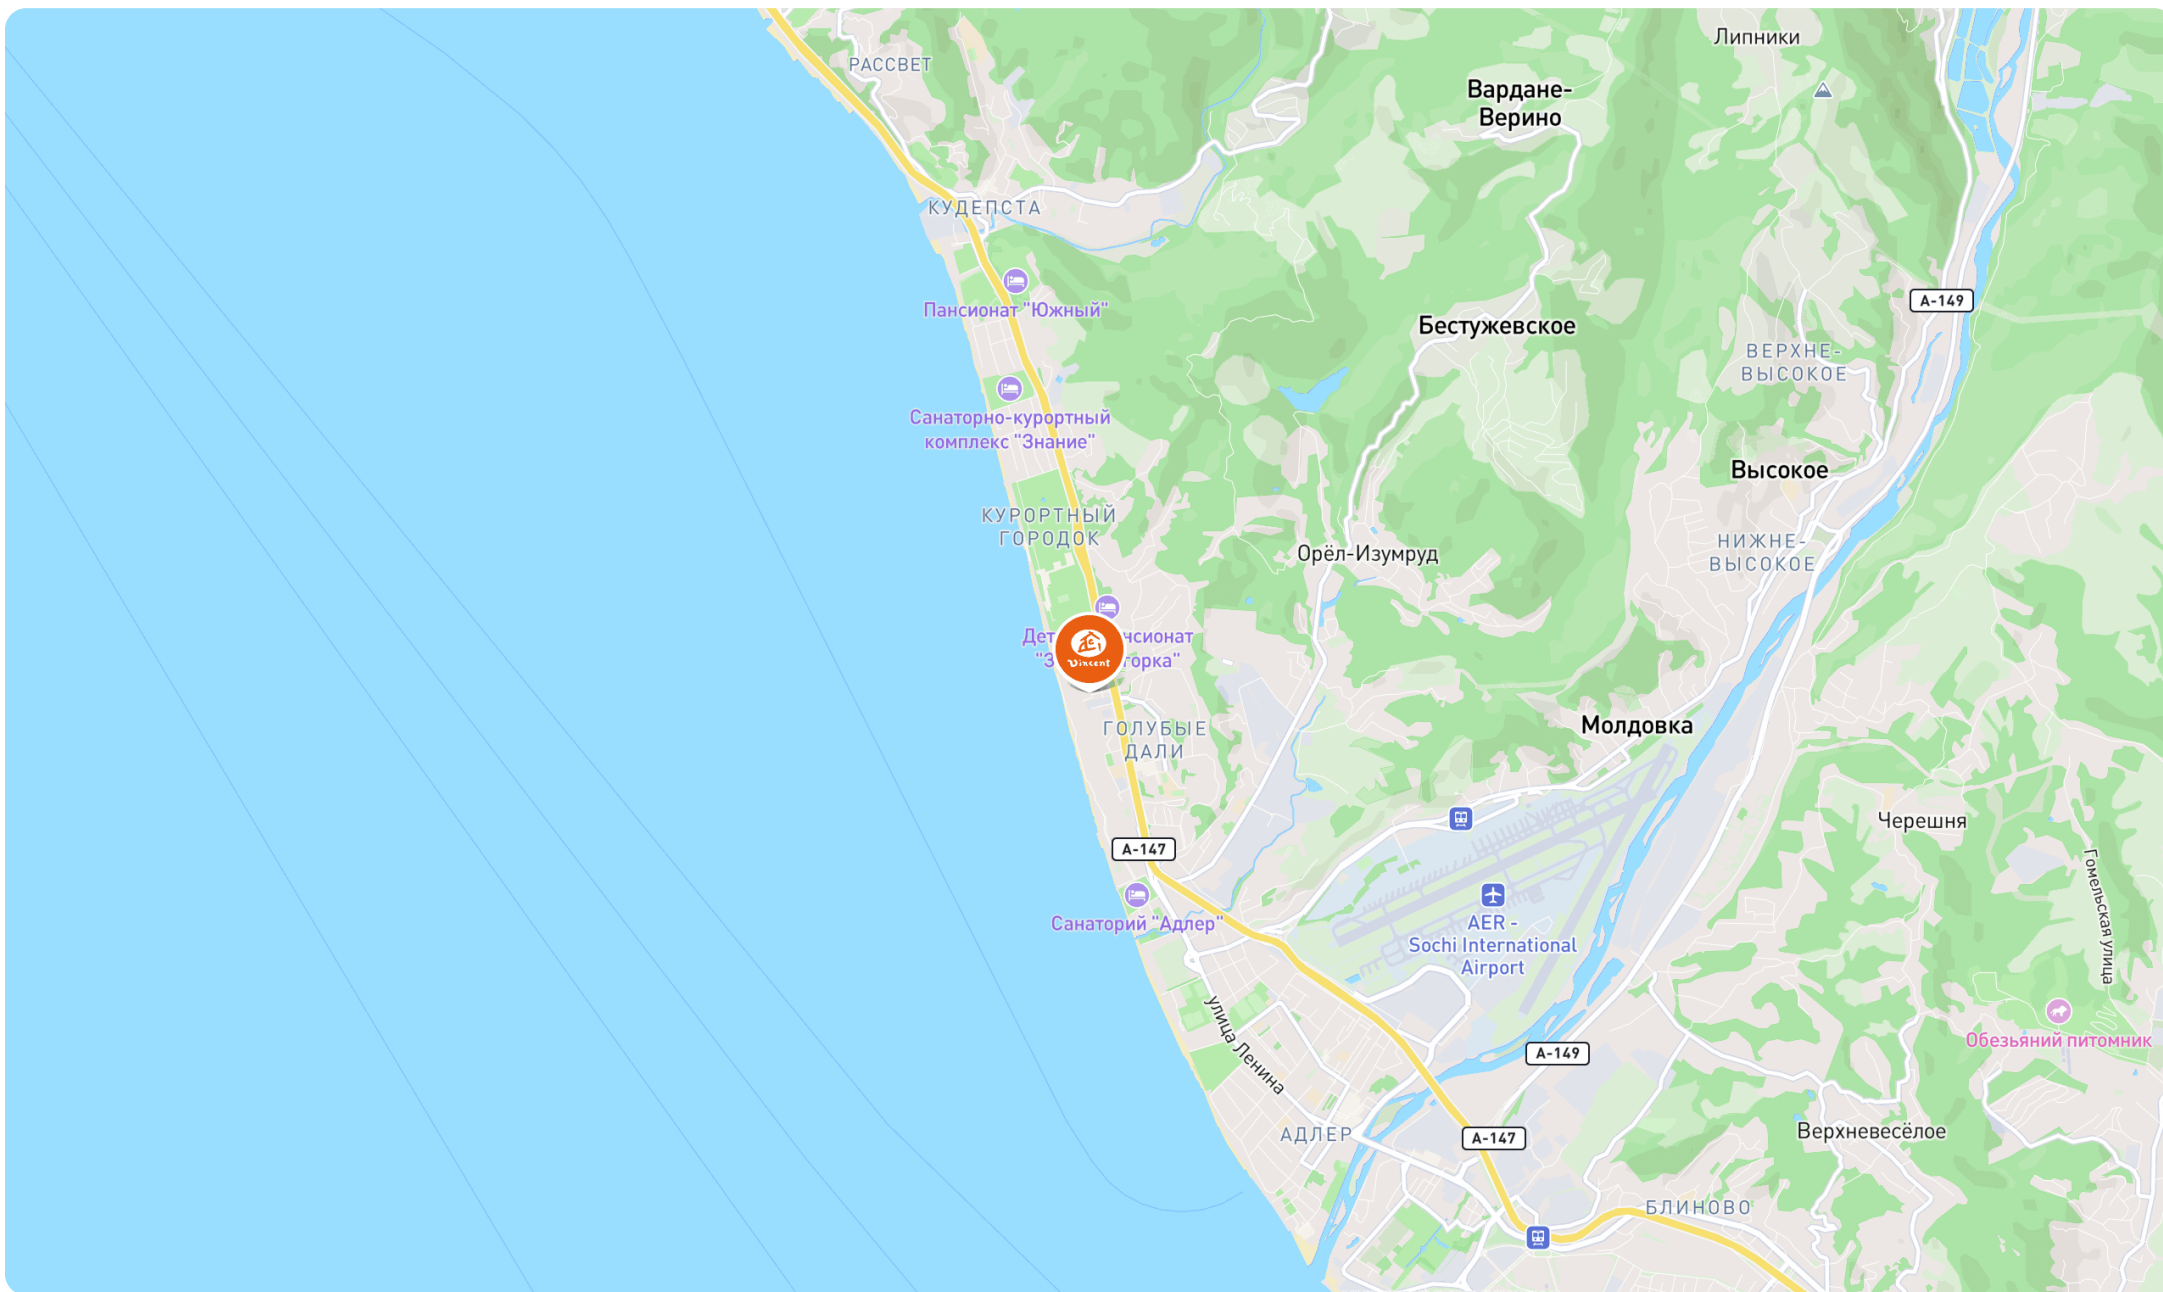 Липники
РАССВЕТ
Вардане-
Верино
КУДЕПСТА
A-149
Пансионат "Южный"
Бестужевское
ВЕРХНЕ-
ВЫСОКОЕ
Санаторно-курортный
комплекс "Знание"
Высокое
КУРОРТНЫЙ
ГОРОДОК
НИЖНЕ-
ВЫСОКОЕ
Орёл-Изумруд
Vincent
ГОЛУБЫЕ
ДАЛИ
Молдовка
Черешня
A-147
Гомельская улица
Санаторий "Адлер"
AER -
Sochi International
Airport
улица Ленина
Обезьяний питомник
A-149
АДЛЕР
A-147
Верхневесёлое
БЛИНОВО